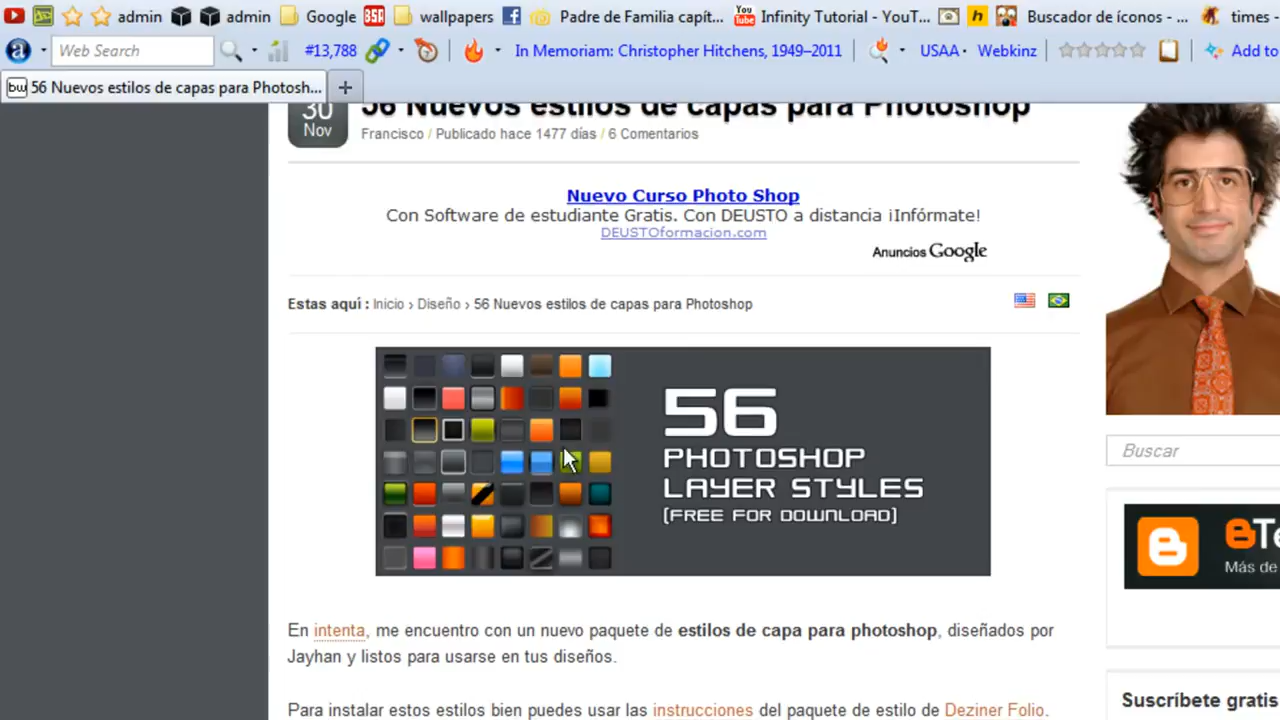 admin
admin
Google
BSA
wallpapers
Padre de Familia capít...
You Tube
Infinity Tutorial - YouT...
Buscador de íconos - ...
times -
Web Search
#13,788
In Memoriam: Christopher Hitchens, 1949–2011
USAA
Webkinz
Add to
bw
56 Nuevos estilos de capas para Photosh...
30
Nov
56 Nuevos estilos de capas para Photoshop
Francisco / Publicado hace 1477 días / 6 Comentarios
Nuevo Curso Photo Shop
Con Software de estudiante Gratis. Con DEUSTO a distancia ¡Infórmate!
DEUSTOformacion.com
Anuncios Google
Estas aquí : Inicio › Diseño › 56 Nuevos estilos de capas para Photoshop
56
PHOTOSHOP
LAYER STYLES
[FREE FOR DOWNLOAD]
Buscar
Más de
En intenta, me encuentro con un nuevo paquete de estilos de capa para photoshop, diseñados por
Jayhan y listos para usarse en tus diseños.
Suscríbete gratis
Para instalar estos estilos bien puedes usar las instrucciones del paquete de estilo de Deziner Folio.